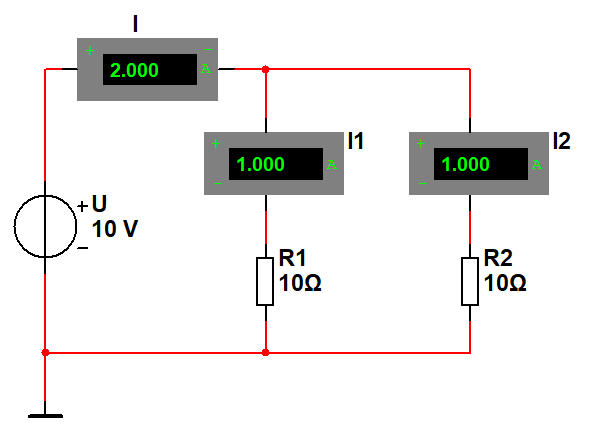 I
+ −
2.000 A
+ I1
1.000 A
−
+ I2
1.000 A
−
+ U
10 V
−
R1
10Ω
R2
10Ω